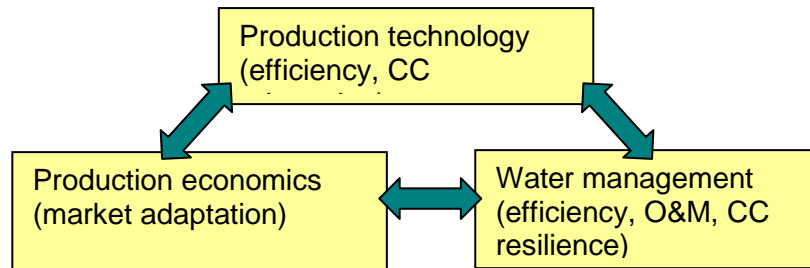 Production technology
(efficiency, CC
Production economics
(market adaptation)
Water management
(efficiency, O&M, CC
resilience)